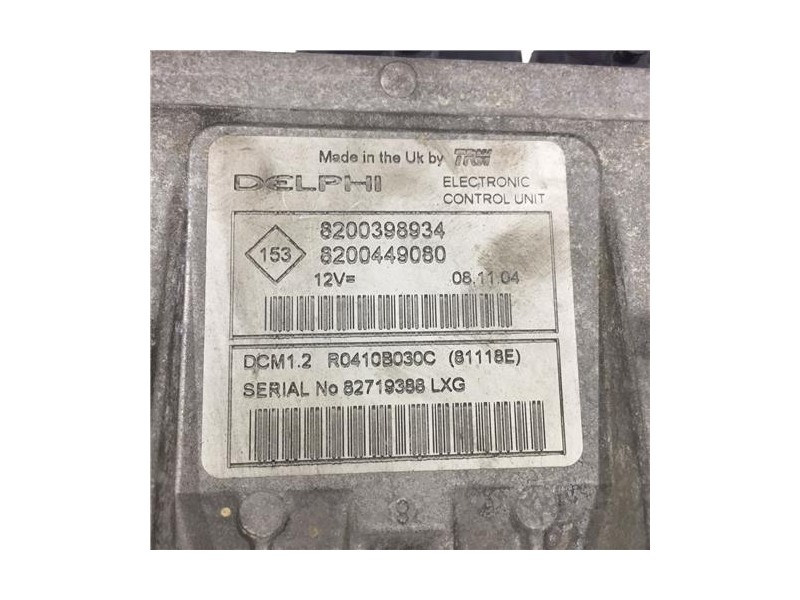 Made in the Uk by TRW
DELPHI
ELECTRONIC
CONTROL UNIT
153
8200398934
8200449080
12V=
08.11.04
DCM1.2 R0410B030C (81118E)
SERIAL No 82719388 LXG
8